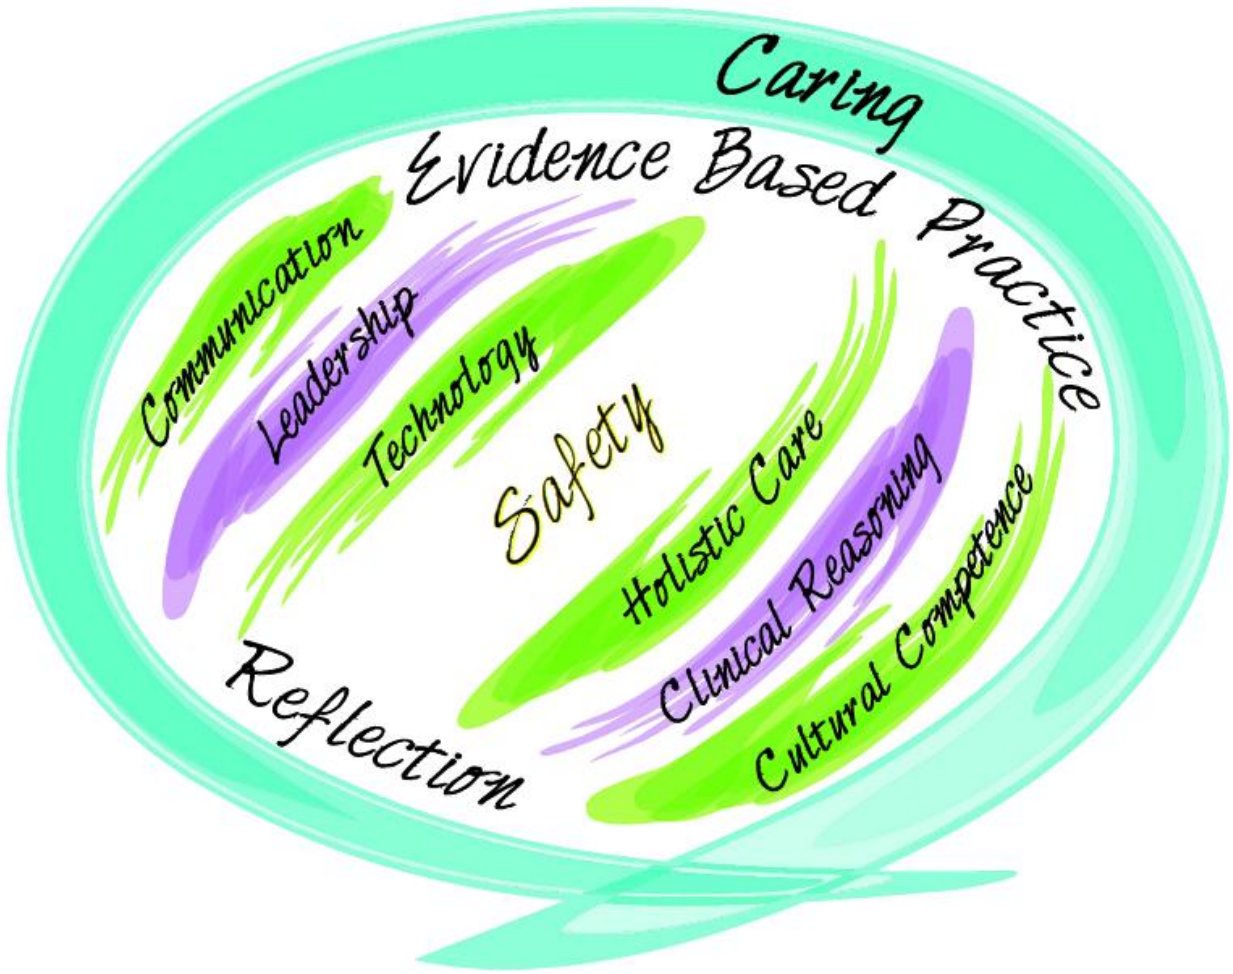 Caring
Evidence Based Practice
Communication
Leadership
Technology
Safety
Holistic Care
Clinical Reasoning
Cultural Competence
Reflection